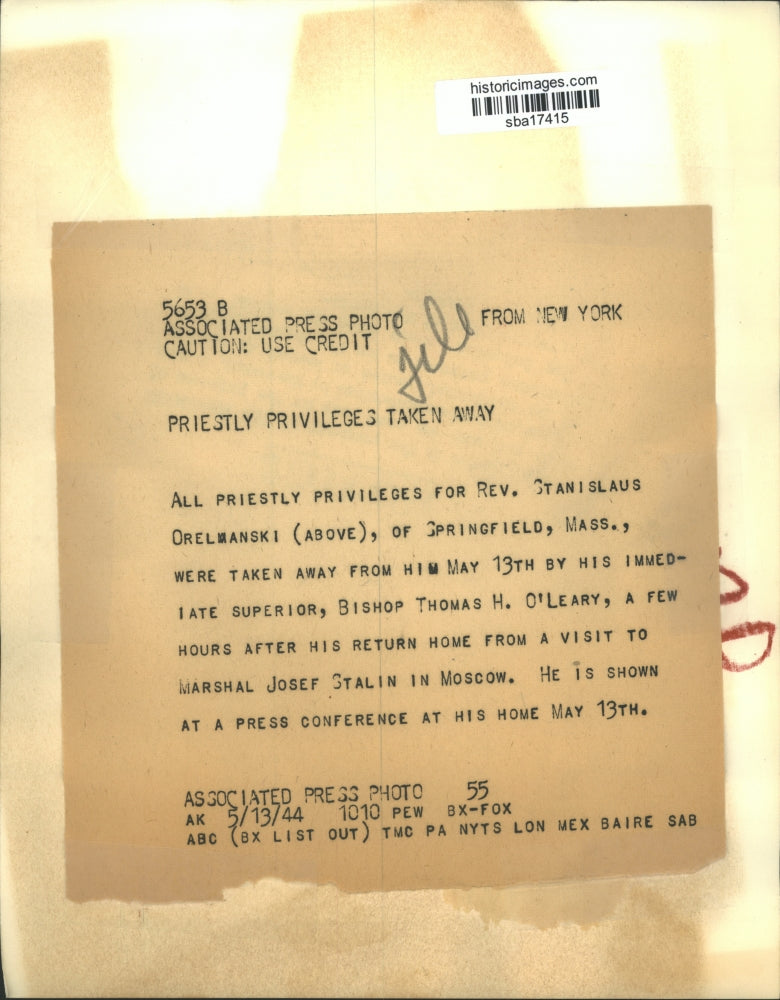 historicimages.com
sba17415
5653 B
ASSOCIATED PRESS PHOTO FROM NEW YORK
CAUTION: USE CREDIT
PRIESTLY PRIVILEGES TAKEN AWAY
ALL PRIESTLY PRIVILEGES FOR REV. STANISLAUS
ORELMANSKI (ABOVE), OF SPRINGFIELD, MASS.,
WERE TAKEN AWAY FROM HIM MAY 13TH BY HIS IMMED-
IATE SUPERIOR, BISHOP THOMAS H. O'LEARY, A FEW
HOURS AFTER HIS RETURN HOME FROM A VISIT TO
MARSHAL JOSEF STALIN IN MOSCOW. HE IS SHOWN
AT A PRESS CONFERENCE AT HIS HOME MAY 13TH.
ASSOCIATED PRESS PHOTO 55
AK 5/13/44 1010 PEW BX-FOX
ABC (BX LIST OUT) TMC PA NYTS LON MEX BAIRE SAB